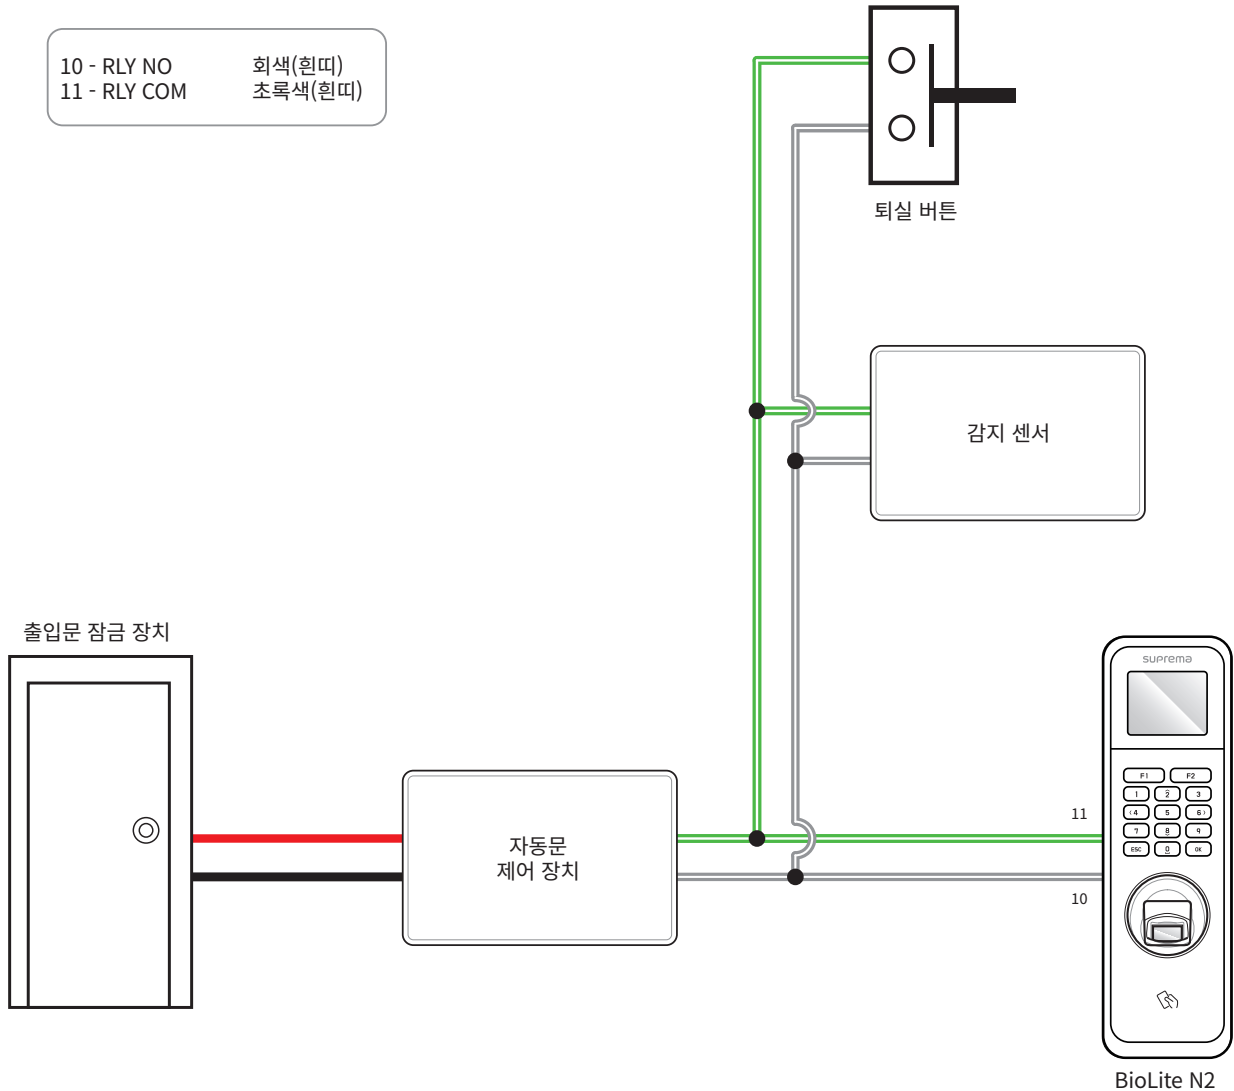 10 - RLY NO 회색(흰띠)
11 - RLY COM 초록색(흰띠)
퇴실 버튼
감지 센서
출입문 잠금 장치
자동문
제어 장치
11
10
suprema
F1 F2
1 2 3
4 5 6
7 8 9
ESC 0 OK
BioLite N2